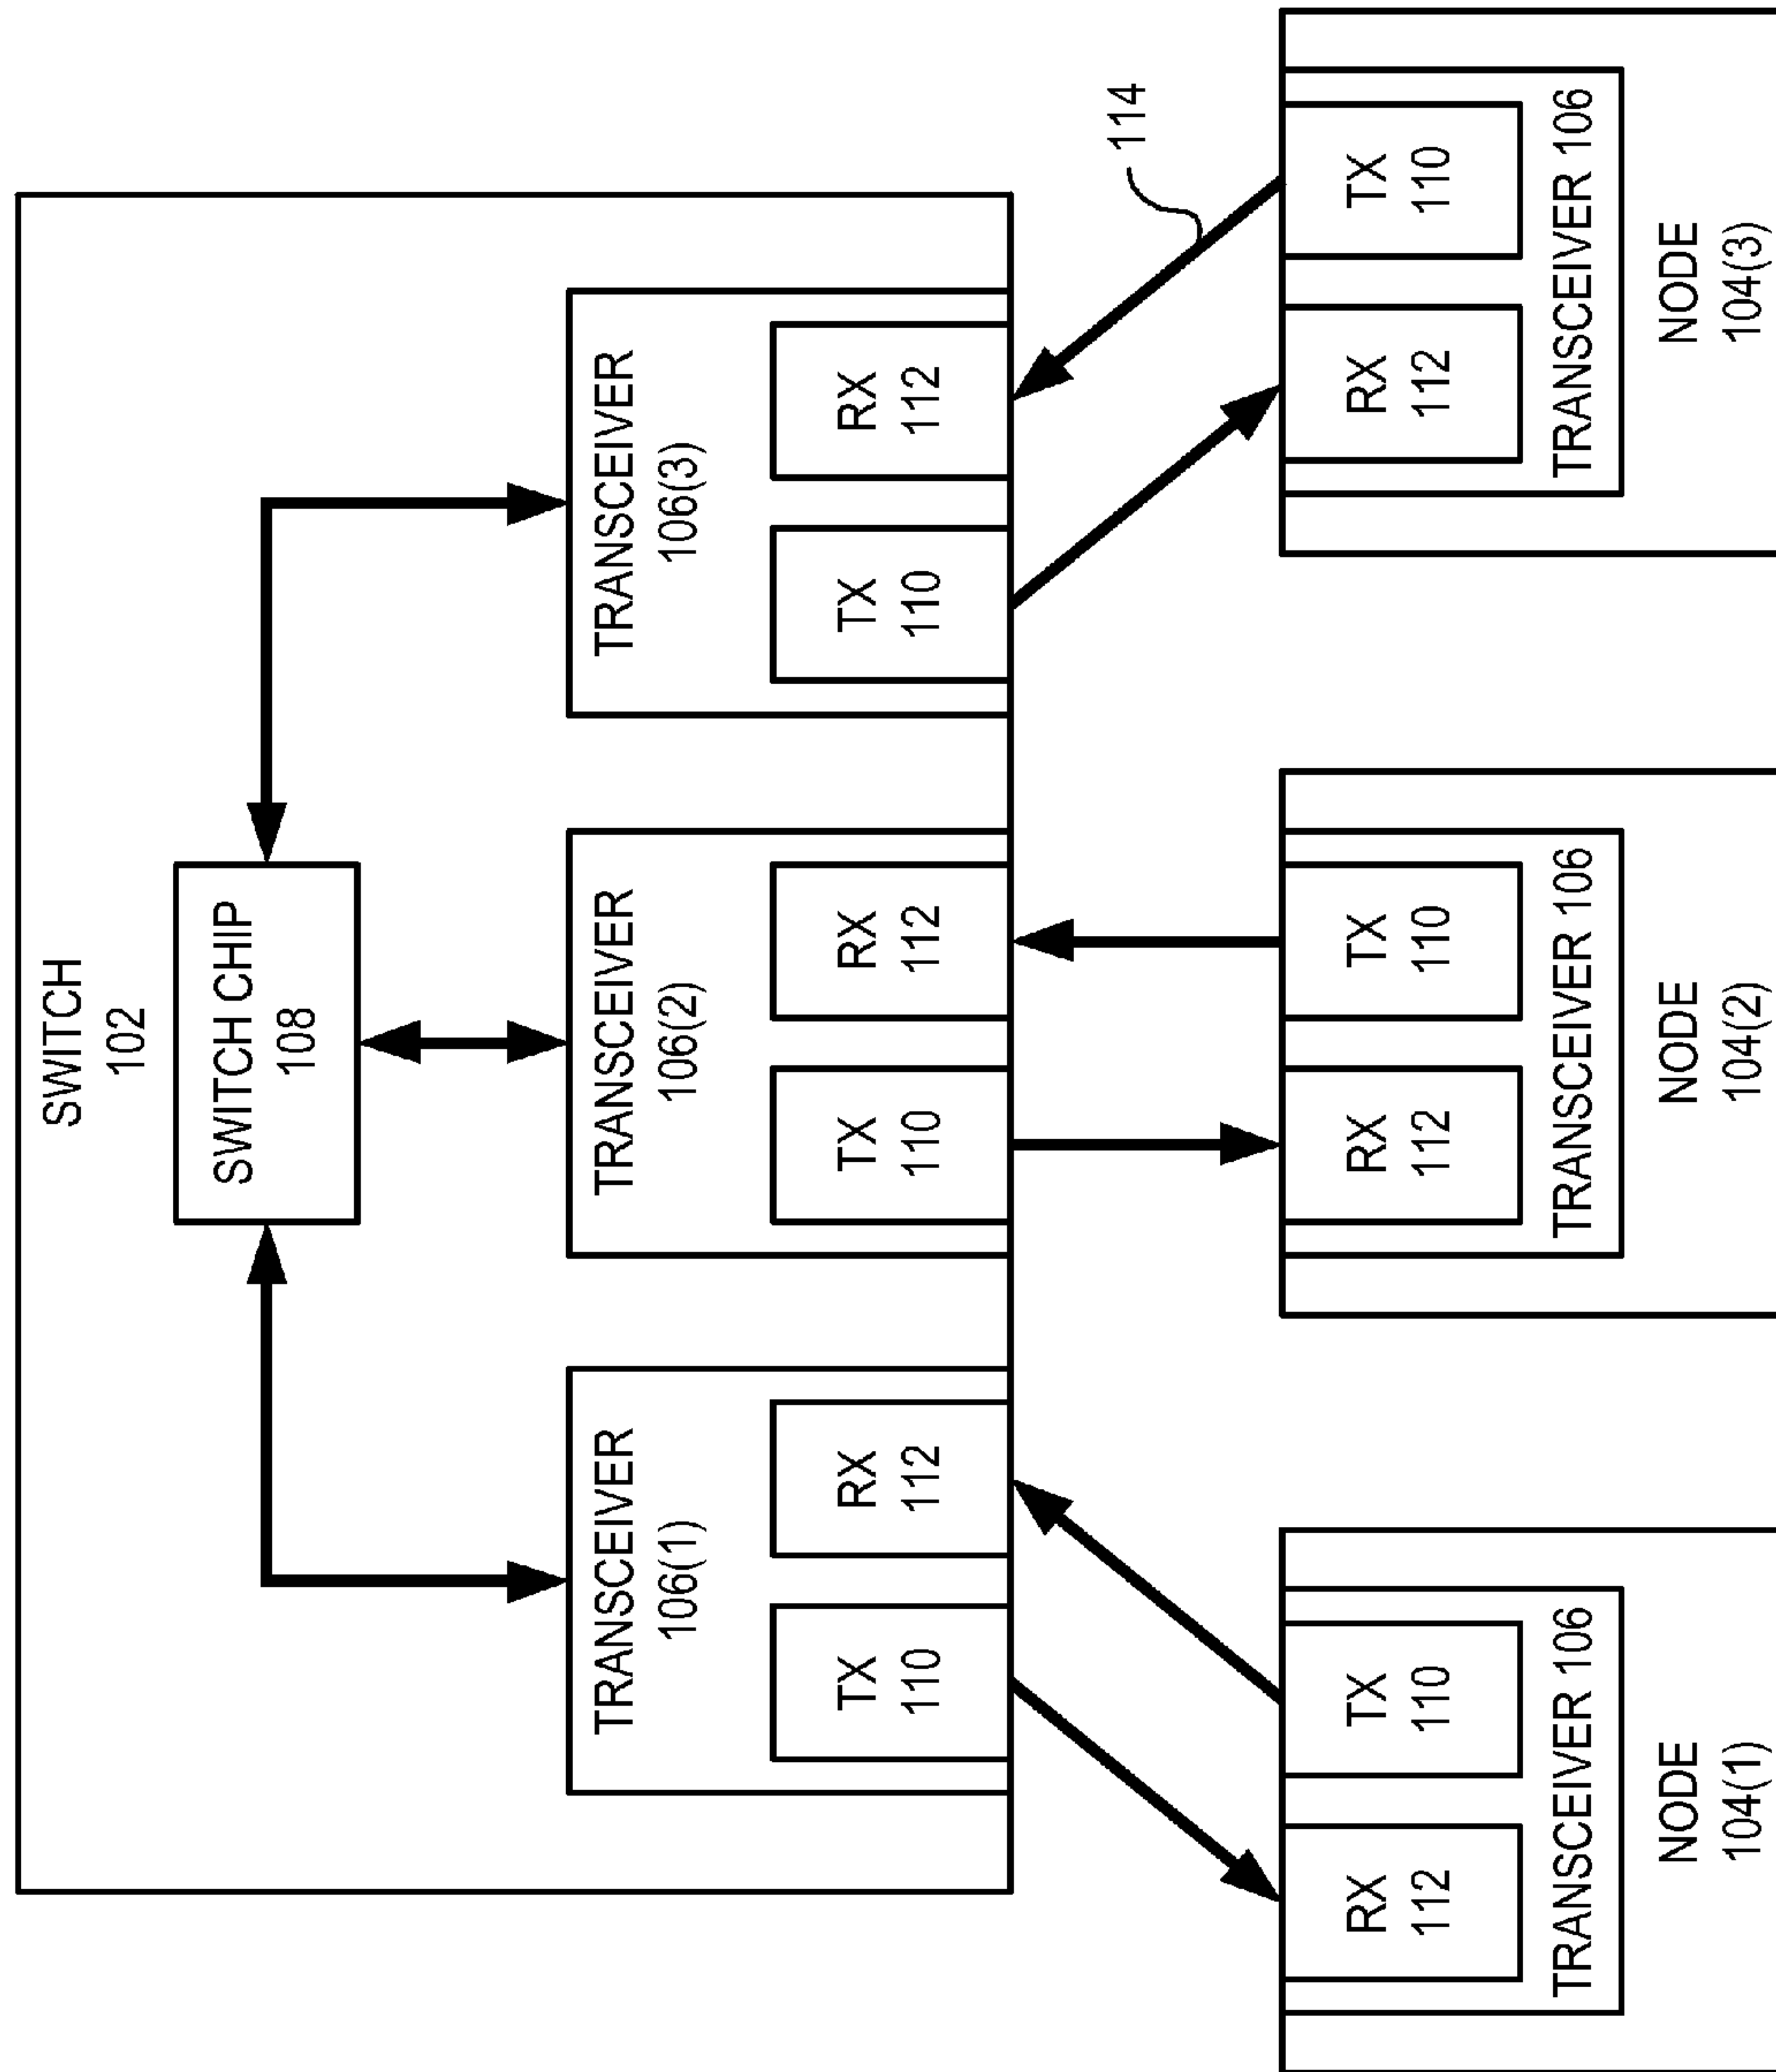 SWITCH
102
SWITCH CHIP
108
TRANSCEIVER
106(1)
TX
110
RX
112
TRANSCEIVER
106(2)
TX
110
RX
112
TRANSCEIVER
106(3)
TX
110
RX
112
114
RX
112
TX
110
TRANSCEIVER 106
NODE
104(1)
RX
112
TX
110
TRANSCEIVER 106
NODE
104(2)
RX
112
TX
110
TRANSCEIVER 106
NODE
104(3)